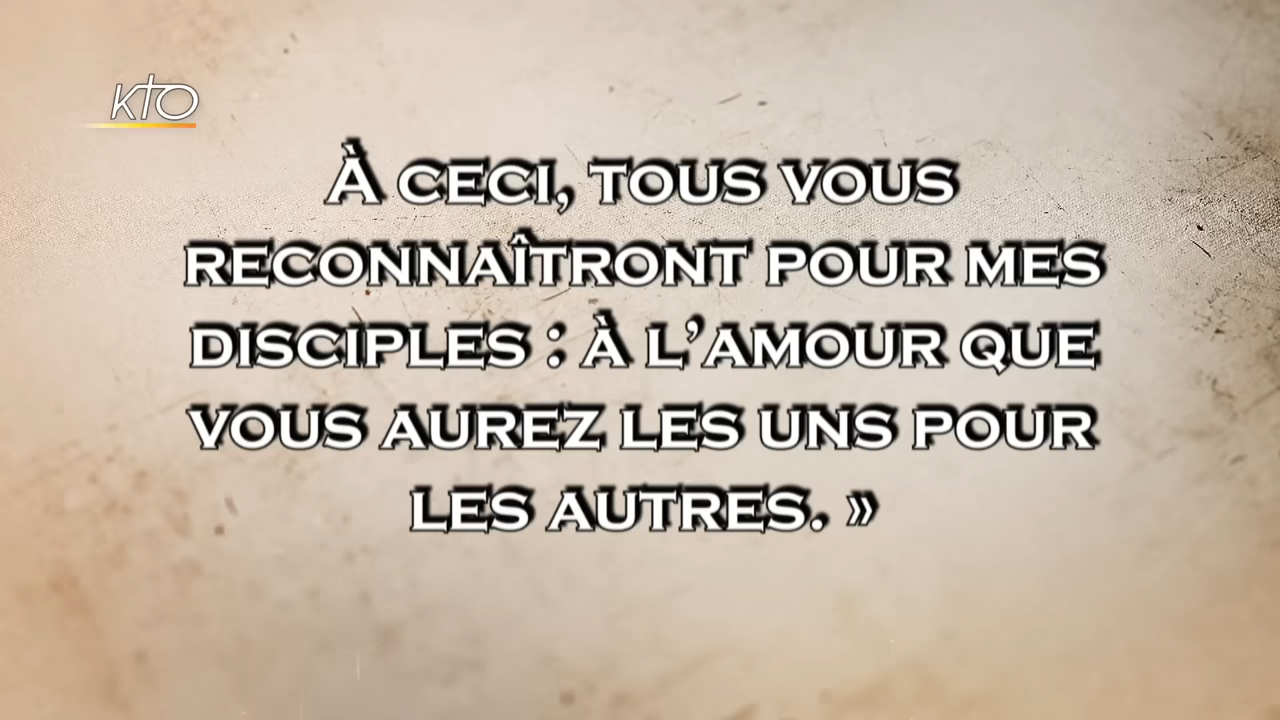 KTO
À CECI, TOUS VOUS
RECONNAÎTRONT POUR MES
DISCIPLES : À L’AMOUR QUE
VOUS AUREZ LES UNS POUR
LES AUTRES. »